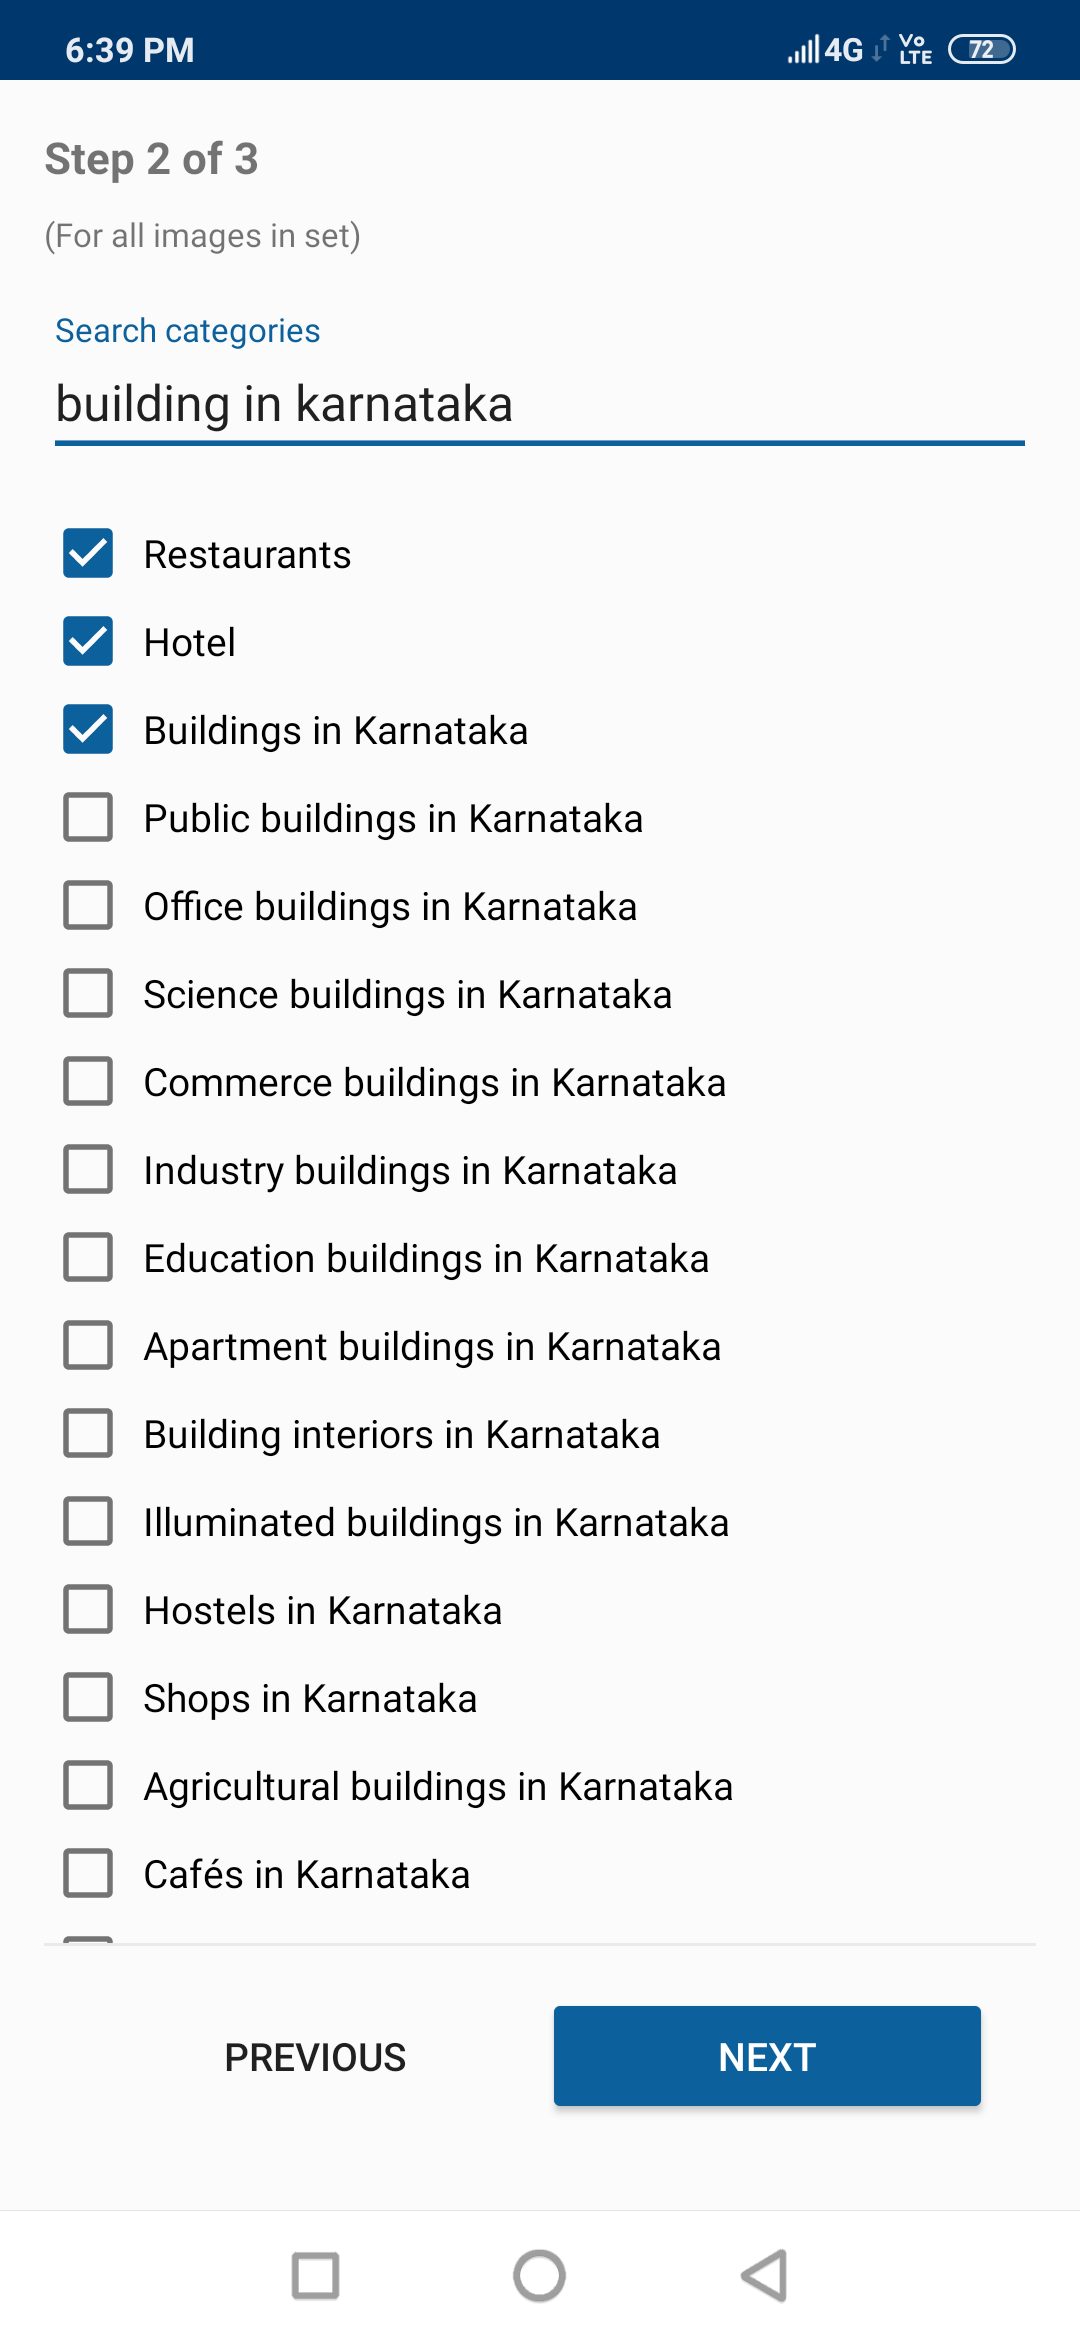 6:39 PM 4G Vo LTE 72
Step 2 of 3
(For all images in set)
Search categories
building in karnataka
Restaurants
Hotel
Buildings in Karnataka
Public buildings in Karnataka
Office buildings in Karnataka
Science buildings in Karnataka
Commerce buildings in Karnataka
Industry buildings in Karnataka
Education buildings in Karnataka
Apartment buildings in Karnataka
Building interiors in Karnataka
Illuminated buildings in Karnataka
Hostels in Karnataka
Shops in Karnataka
Agricultural buildings in Karnataka
Cafés in Karnataka
PREVIOUS NEXT